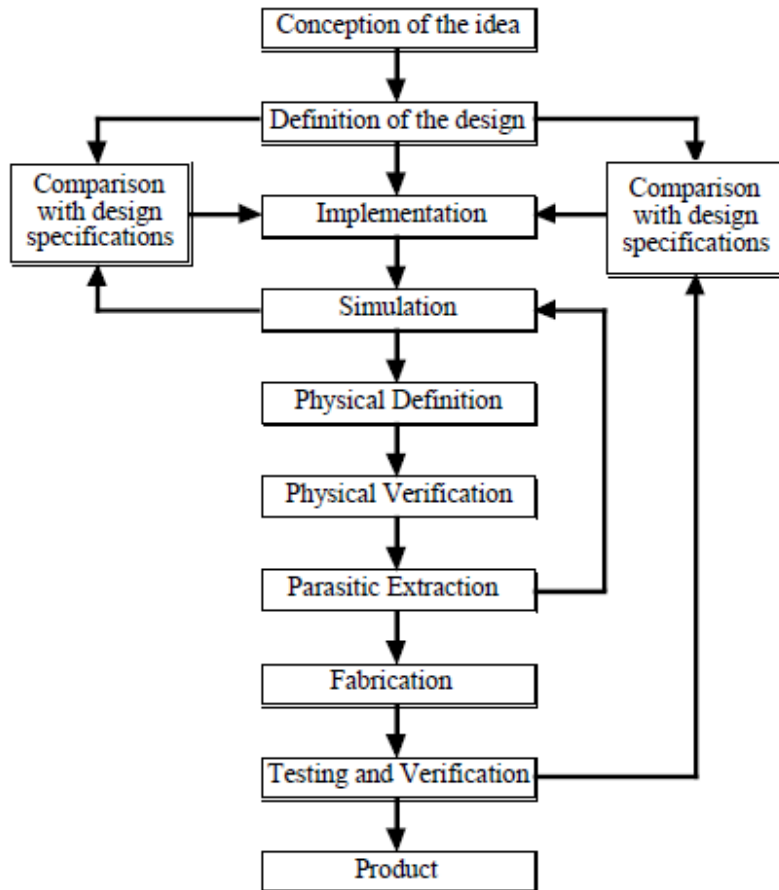 Conception of the idea
Definition of the design
Comparison
with design
specifications
Implementation
Comparison
with design
specifications
Simulation
Physical Definition
Physical Verification
Parasitic Extraction
Fabrication
Testing and Verification
Product